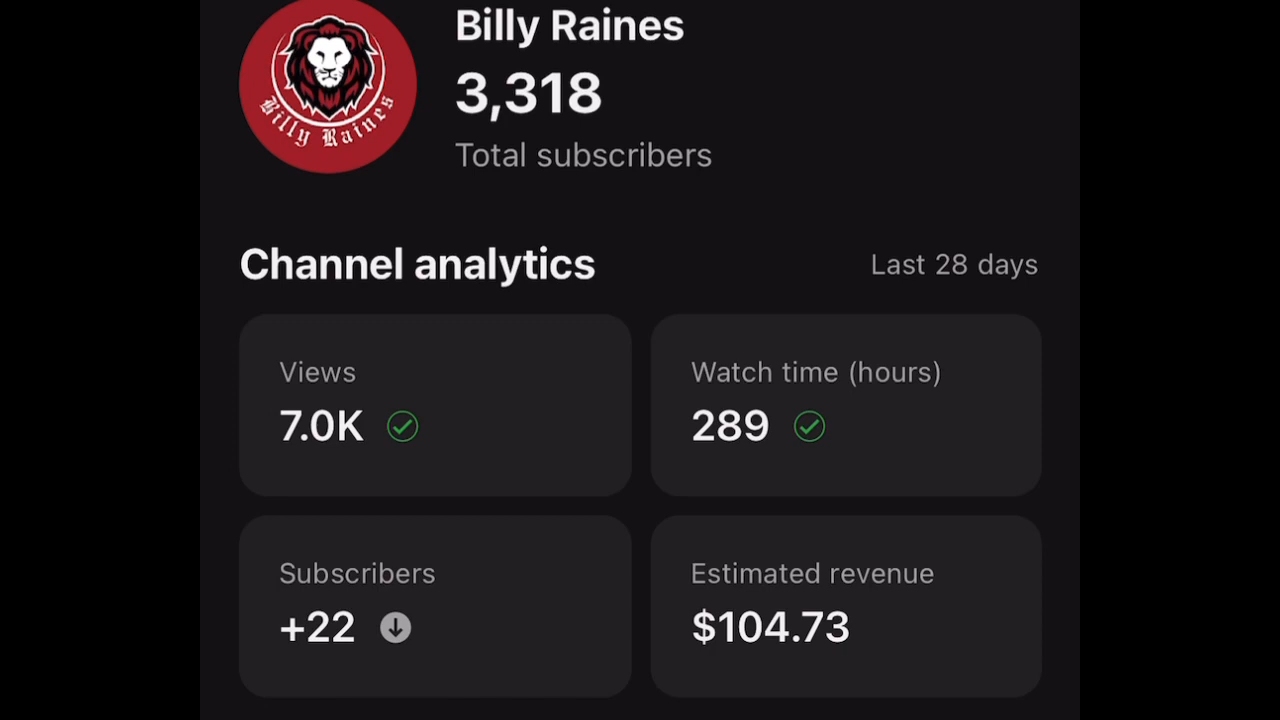 Billy Raines
Billy Raines
3,318
Total subscribers
Channel analytics
Last 28 days
Views
7.0K
Watch time (hours)
289
Subscribers
+22
Estimated revenue
$104.73